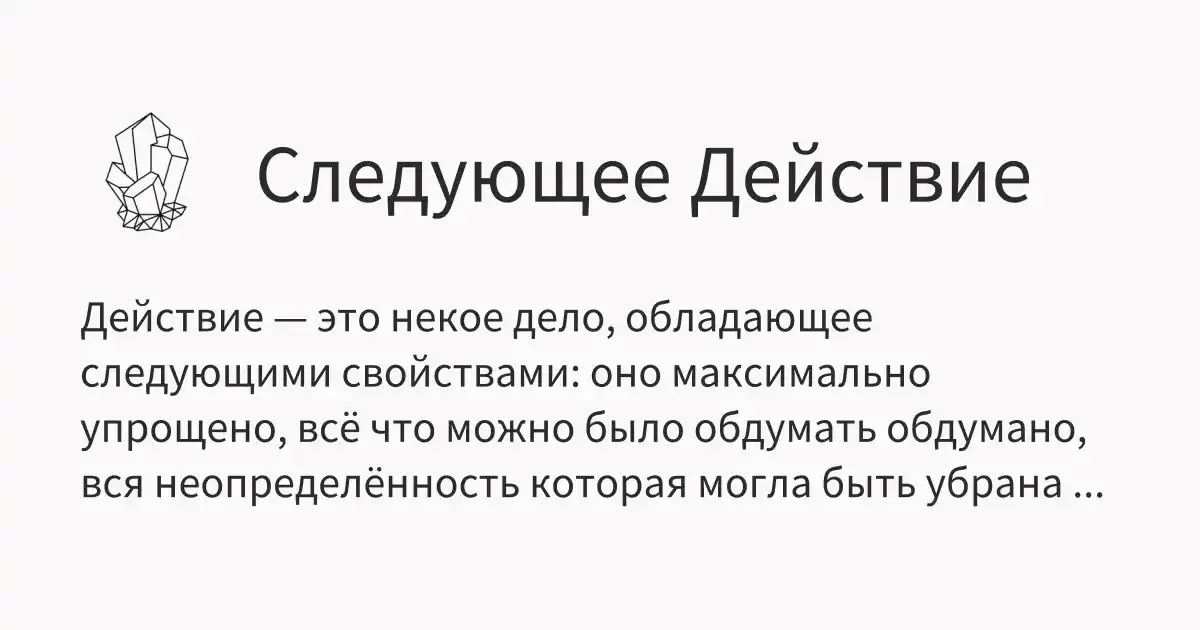 Следующее Действие
Действие — это некое дело, обладающее
следующими свойствами: оно максимально
упрощено, всё что можно было обдумать обдумано,
вся неопределённость которая могла быть убрана ...